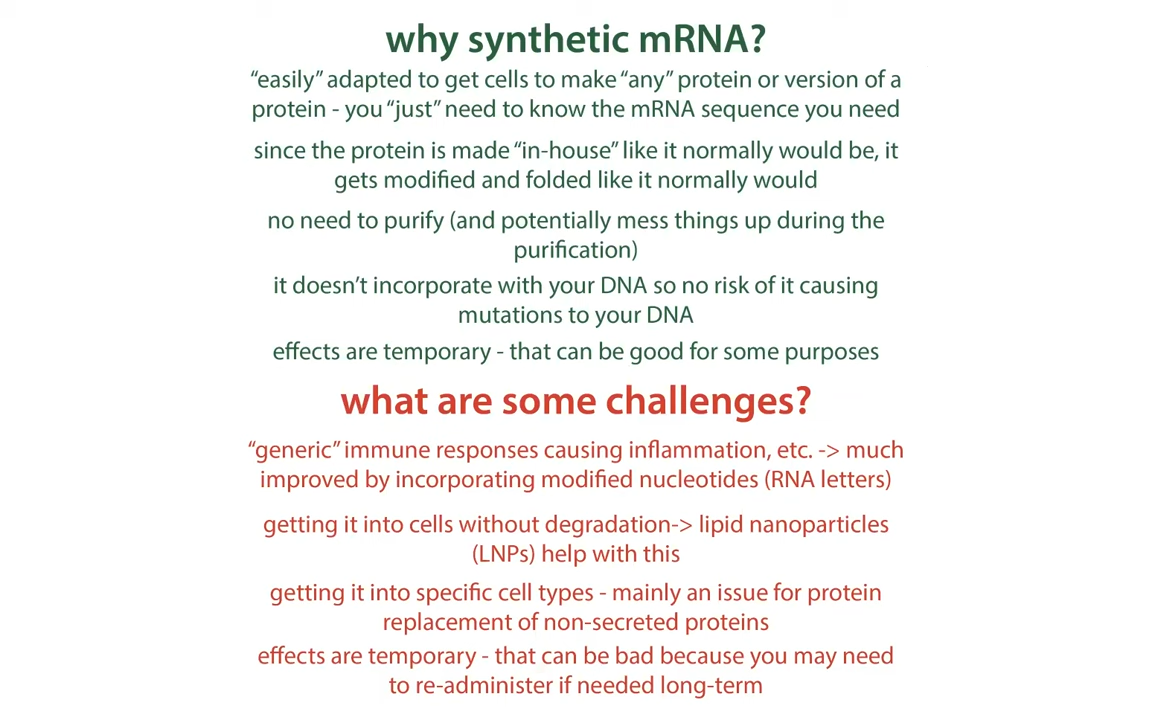 why synthetic mRNA?
“easily” adapted to get cells to make “any” protein or version of a
protein - you “just” need to know the mRNA sequence you need
since the protein is made “in-house” like it normally would be, it
gets modified and folded like it normally would
no need to purify (and potentially mess things up during the
purification)
it doesn’t incorporate with your DNA so no risk of it causing
mutations to your DNA
effects are temporary - that can be good for some purposes
what are some challenges?
“generic” immune responses causing inflammation, etc. -> much
improved by incorporating modified nucleotides (RNA letters)
getting it into cells without degradation-> lipid nanoparticles
(LNPs) help with this
getting it into specific cell types - mainly an issue for protein
replacement of non-secreted proteins
effects are temporary - that can be bad because you may need
to re-administer if needed long-term